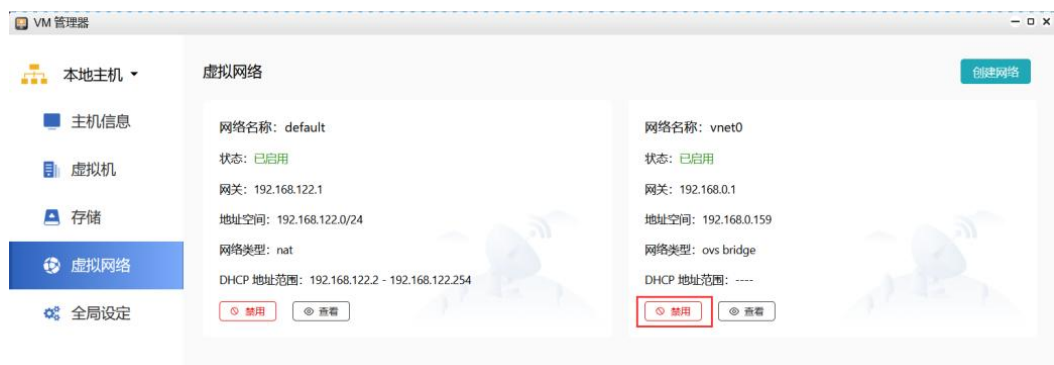 VM 管理器
本地主机
主机信息
虚拟机
存储
虚拟网络
全局设定
虚拟网络
创建网络
网络名称：default
状态：已启用
网关：192.168.122.1
地址空间：192.168.122.0/24
网络类型：nat
DHCP 地址范围：192.168.122.2 - 192.168.122.254
禁用 查看
网络名称：vnet0
状态：已启用
网关：192.168.0.1
地址空间：192.168.0.159
网络类型：ovs bridge
DHCP 地址范围：----
禁用 查看